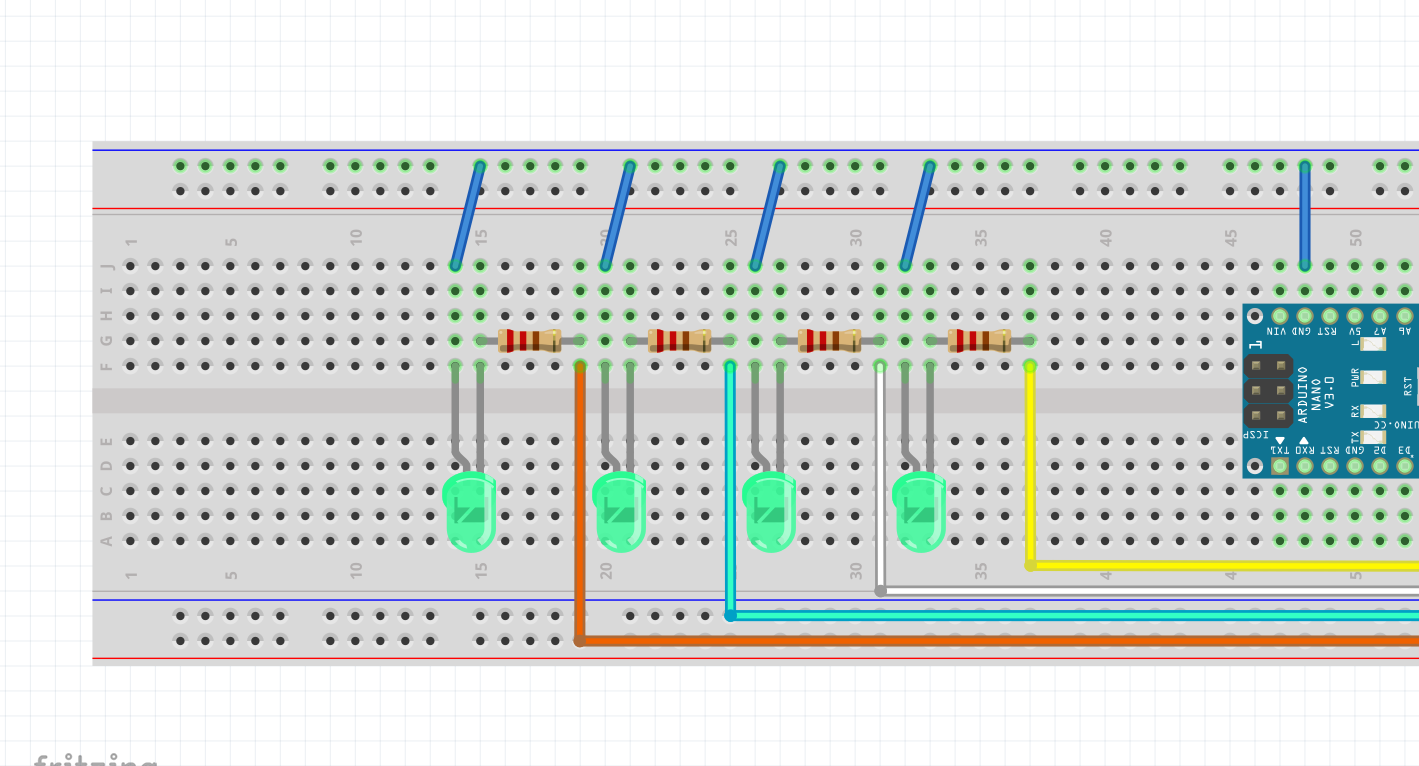 1 5 10 15 20 25 30 35 40 45 50
J
I
H
G
F
VIN GND RST 5V A7 A6
L
1
ARDUINO
NANO
V3.0
PWR
RST
RX
TX
ICSP
TX1 RX0 RST GND D2 D3
E
D
C
B
A
1 5 10 15 20 30 35 4 4 5
fritzing